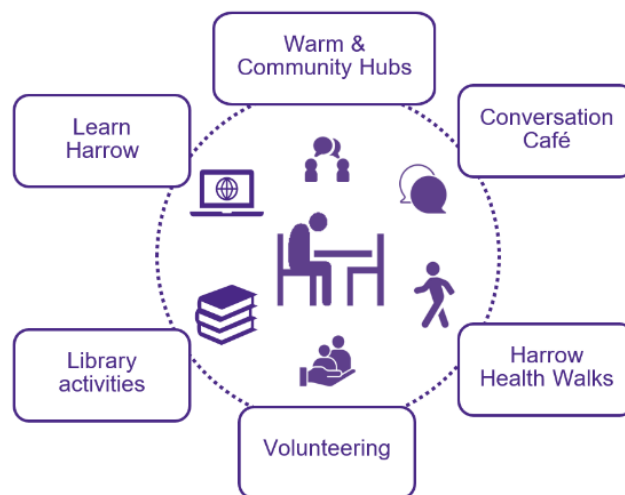 Warm &
Community Hubs
Learn
Harrow
Conversation
Café
Library
activities
Harrow
Health Walks
Volunteering